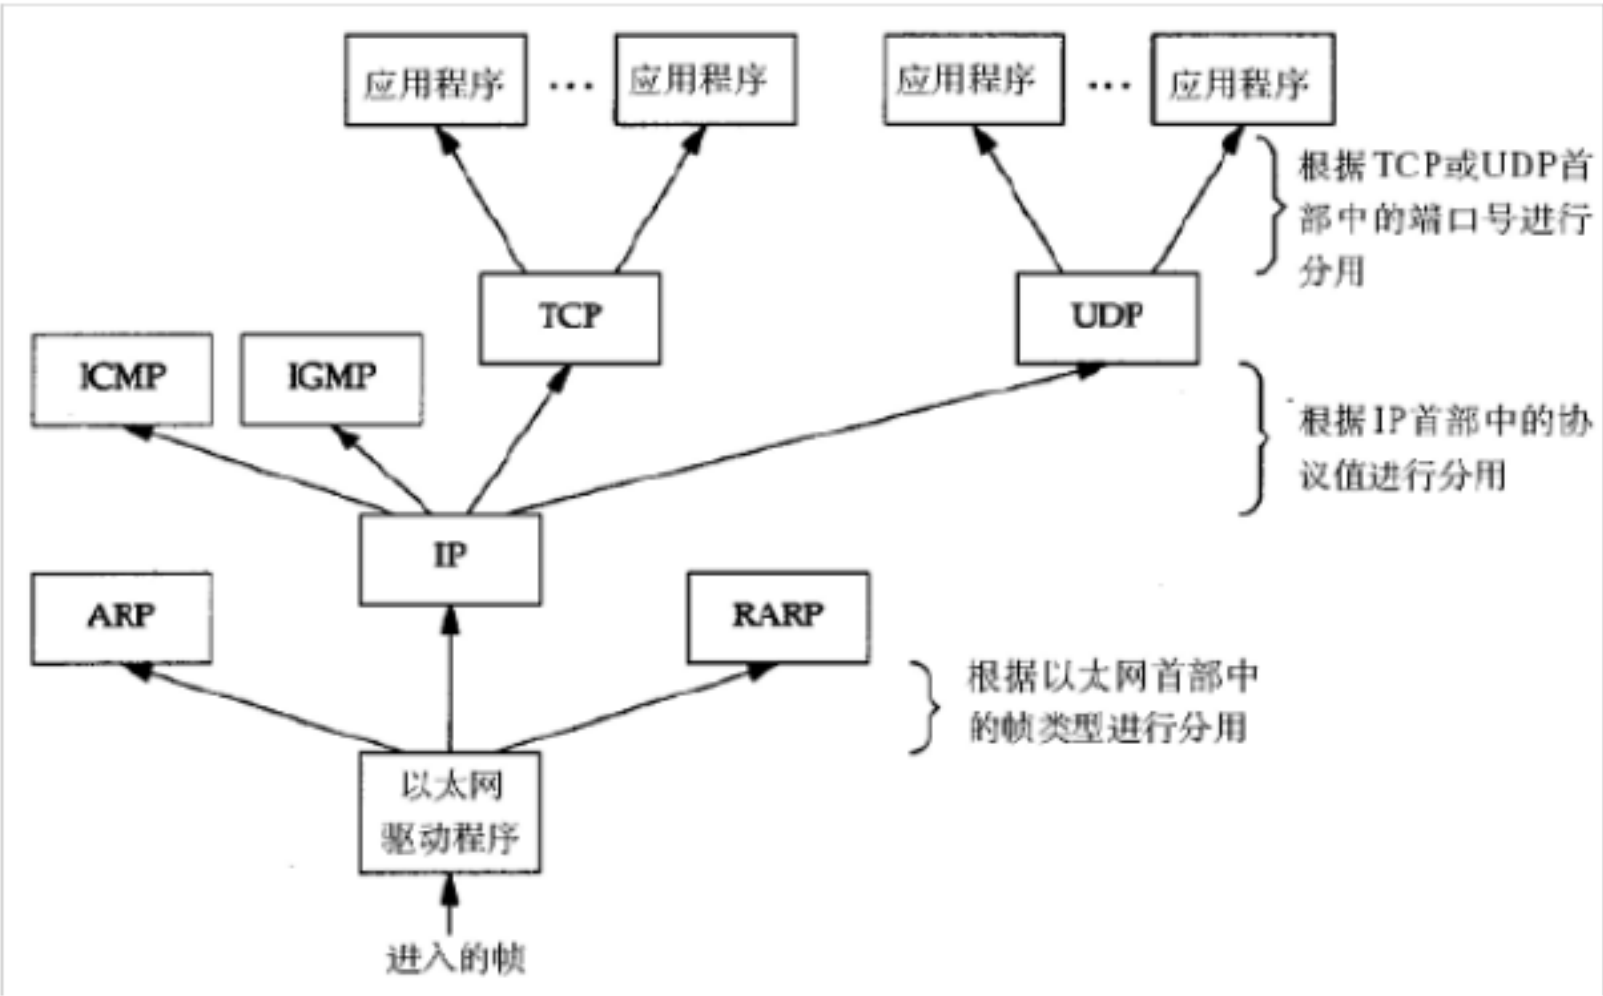 应用程序 … 应用程序 应用程序 … 应用程序
根据TCP或UDP首
部中的端口号进行
分用
TCP UDP
ICMP IGMP
根据IP首部中的协
议值进行分用
IP
ARP RARP
根据以太网首部中
的帧类型进行分用
以太网
驱动程序
进入的帧